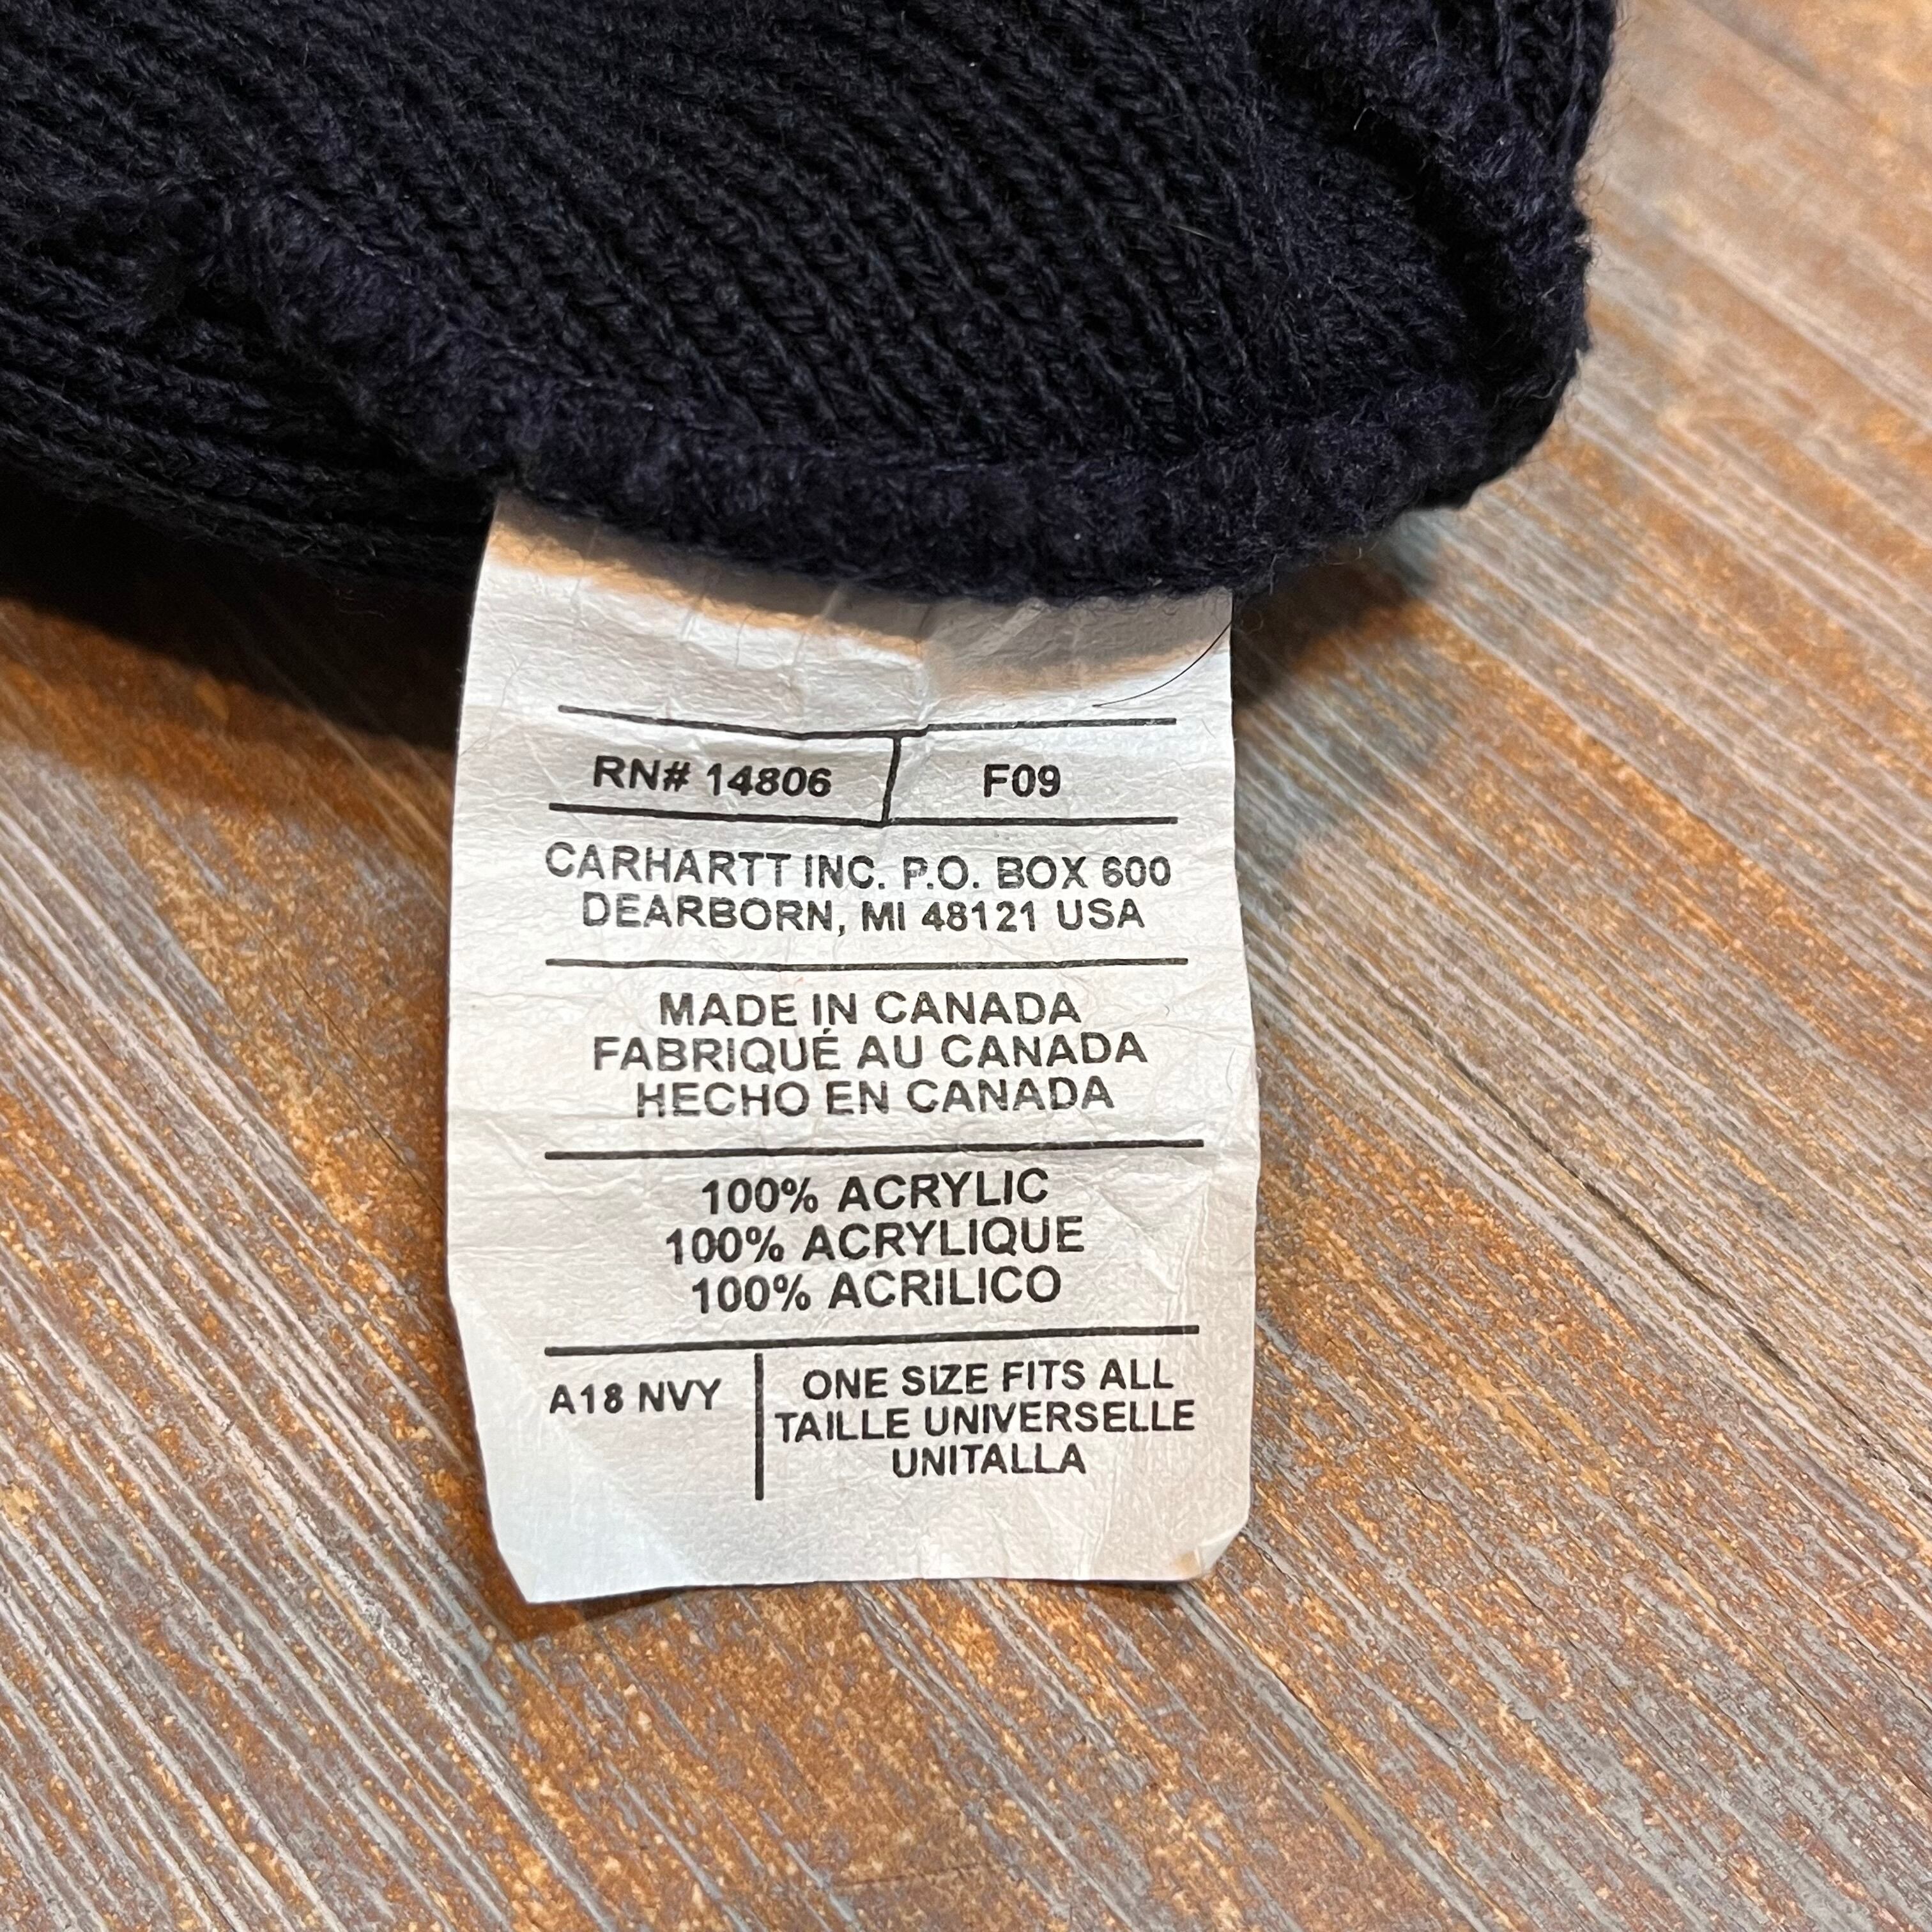 RN# 14806 F09
CARHARTT INC. P.O. BOX 600
DEARBORN, MI 48121 USA
MADE IN CANADA
FABRIQUÉ AU CANADA
HECHO EN CANADA
100% ACRYLIC
100% ACRYLIQUE
100% ACRILICO
A18 NVY
ONE SIZE FITS ALL
TAILLE UNIVERSELLE
UNITALLA